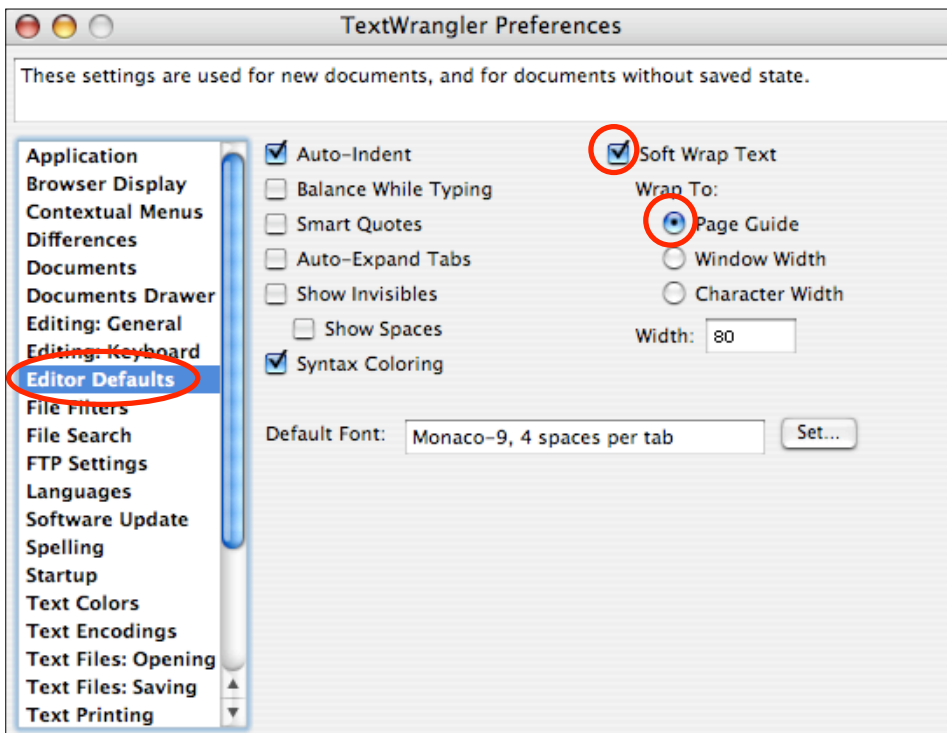 TextWrangler Preferences
These settings are used for new documents, and for documents without saved state.
Application
Browser Display
Contextual Menus
Differences
Documents
Documents Drawer
Editing: General
Editing: Keyboard
Editor Defaults
File Filters
File Search
FTP Settings
Languages
Software Update
Spelling
Startup
Text Colors
Text Encodings
Text Files: Opening
Text Files: Saving
Text Printing
Auto-Indent
Balance While Typing
Smart Quotes
Auto-Expand Tabs
Show Invisibles
Show Spaces
Syntax Coloring
Soft Wrap Text
Wrap To:
Page Guide
Window Width
Character Width
Width: 80
Default Font: Monaco-9, 4 spaces per tab Set...